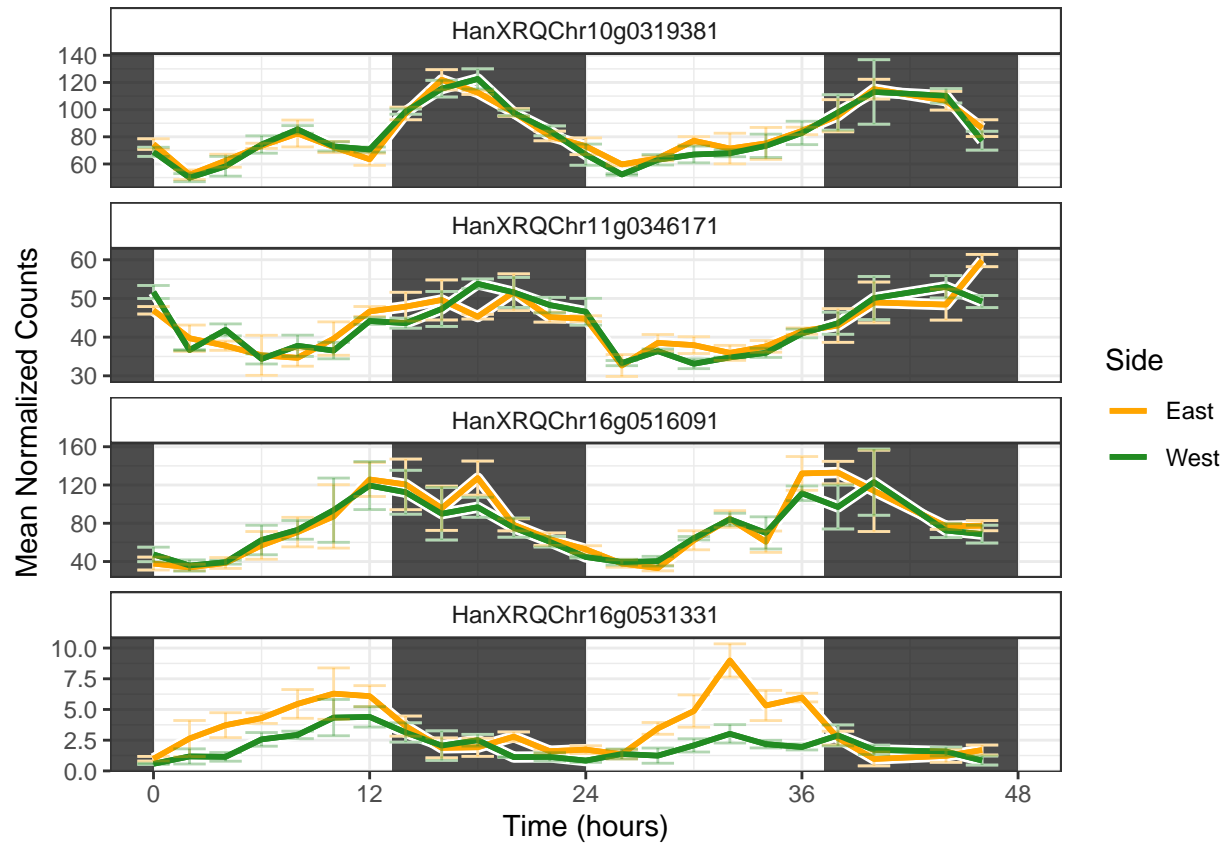 HanXRQChr10g0319381
140
120
100
80
60
HanXRQChr11g0346171
60
50
40
30
HanXRQChr16g0516091
160
120
80
40
HanXRQChr16g0531331
10.0
7.5
5.0
2.5
0.0
0 12 24 36 48
Time (hours)
Mean Normalized Counts
Side
East
West